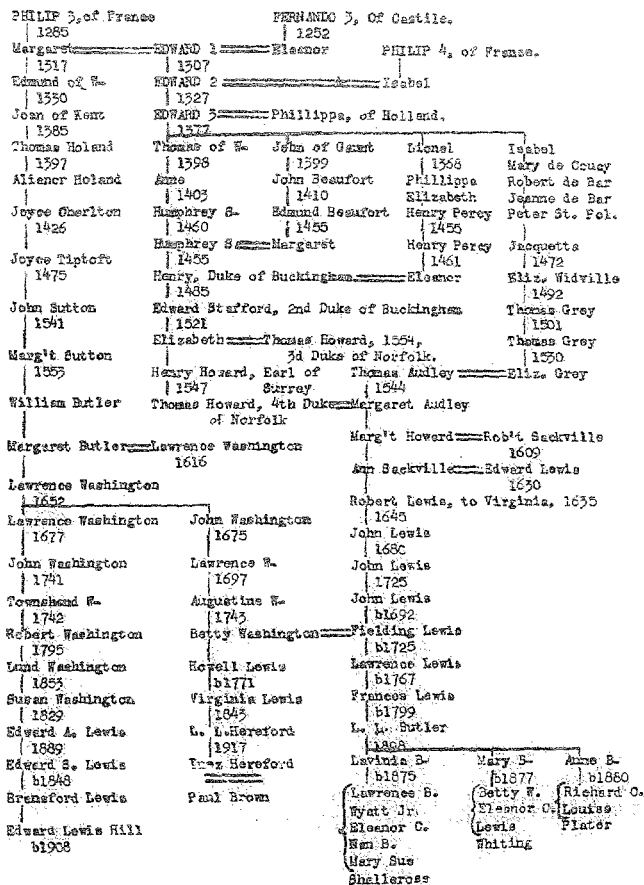 PHILIP 3, of Franse FERNANDO 3, Of Castile.
1285 1252
Margaret EDWARD 1 Eleanor PHILIP 4, of Franse.
1317 1307
Edmund of W- EDWARD 2 Isabel
1330 1327
Joan of Kent EDWARD 3 Phillippa, of Holland.
1385 1377
Thomas Holand Thomas of W. John of Gaunt Lionel Isabel
1397 1398 1399 1368 Mary de Coucy
Alianor Holand Anne John Beaufort Phillippa Robert de Bar
1403 1410 Elizabeth Jeanne de Bar
Joyce Charlton Humphrey S. Edmund Beaufort Henry Percy Peter St. Pol.
1426 1460 1455 1455
Humphrey S. Margaret Henry Percy Jacquetta
Joyce Tiptoft 1455 1461 1472
1475 Henry, Duke of Buckingham Eleanor Eliz. Widville
1485 1492
John Sutton Edward Stafford, 2nd Duke of Buckingham Thomas Grey
1541 1521 1501
Elizabeth Thomas Howard, 1554, Thomas Grey
Marg't Sutton 3d Duke of Norfolk. 1530
1553 Henry Howard, Earl of Thomas Audley Eliz. Grey
1547 Surrey 1544
William Butler Thomas Howard, 4th Duke Margaret Audley
of Norfolk
Marg't Howard Rob't Sackville
Margaret Butler Lawrence Washington 1609
1616 Ann Sackville Edward Lewis
Lawrence Washington 1630
1652 Robert Lewis, to Virginia, 1635
Lawrence Washington John Washington 1645
1677 1675 John Lewis
1680
John Washington Lawrence W- John Lewis
1741 1697 1725
Townshend W- Augustine W- John Lewis
1742 1743 b1692
Robert Washington Betty Washington Fielding Lewis
1795 b1725
Lund Washington Howell Lewis Lawrence Lewis
1853 b1771 b1767
Susan Washington Virginia Lewis Frances Lewis
1829 1843 b1799
Edward A. Lewis L. L. Hereford L. L. Butler
1889 1917 1898
Edward S. Lewis Inez Hereford Lavinia B- Mary B- Anne B-
b1848 b1875 b1877 b1880
Bransford Lewis Paul Brown Lawrence B. Betty W. Richard C.
Wyatt Jr. Eleanor C. Louise
Edward Lewis Hill Eleanor C. Lewis Plater
b1908 Nan B. Whiting
Mary Sue
Shallcross